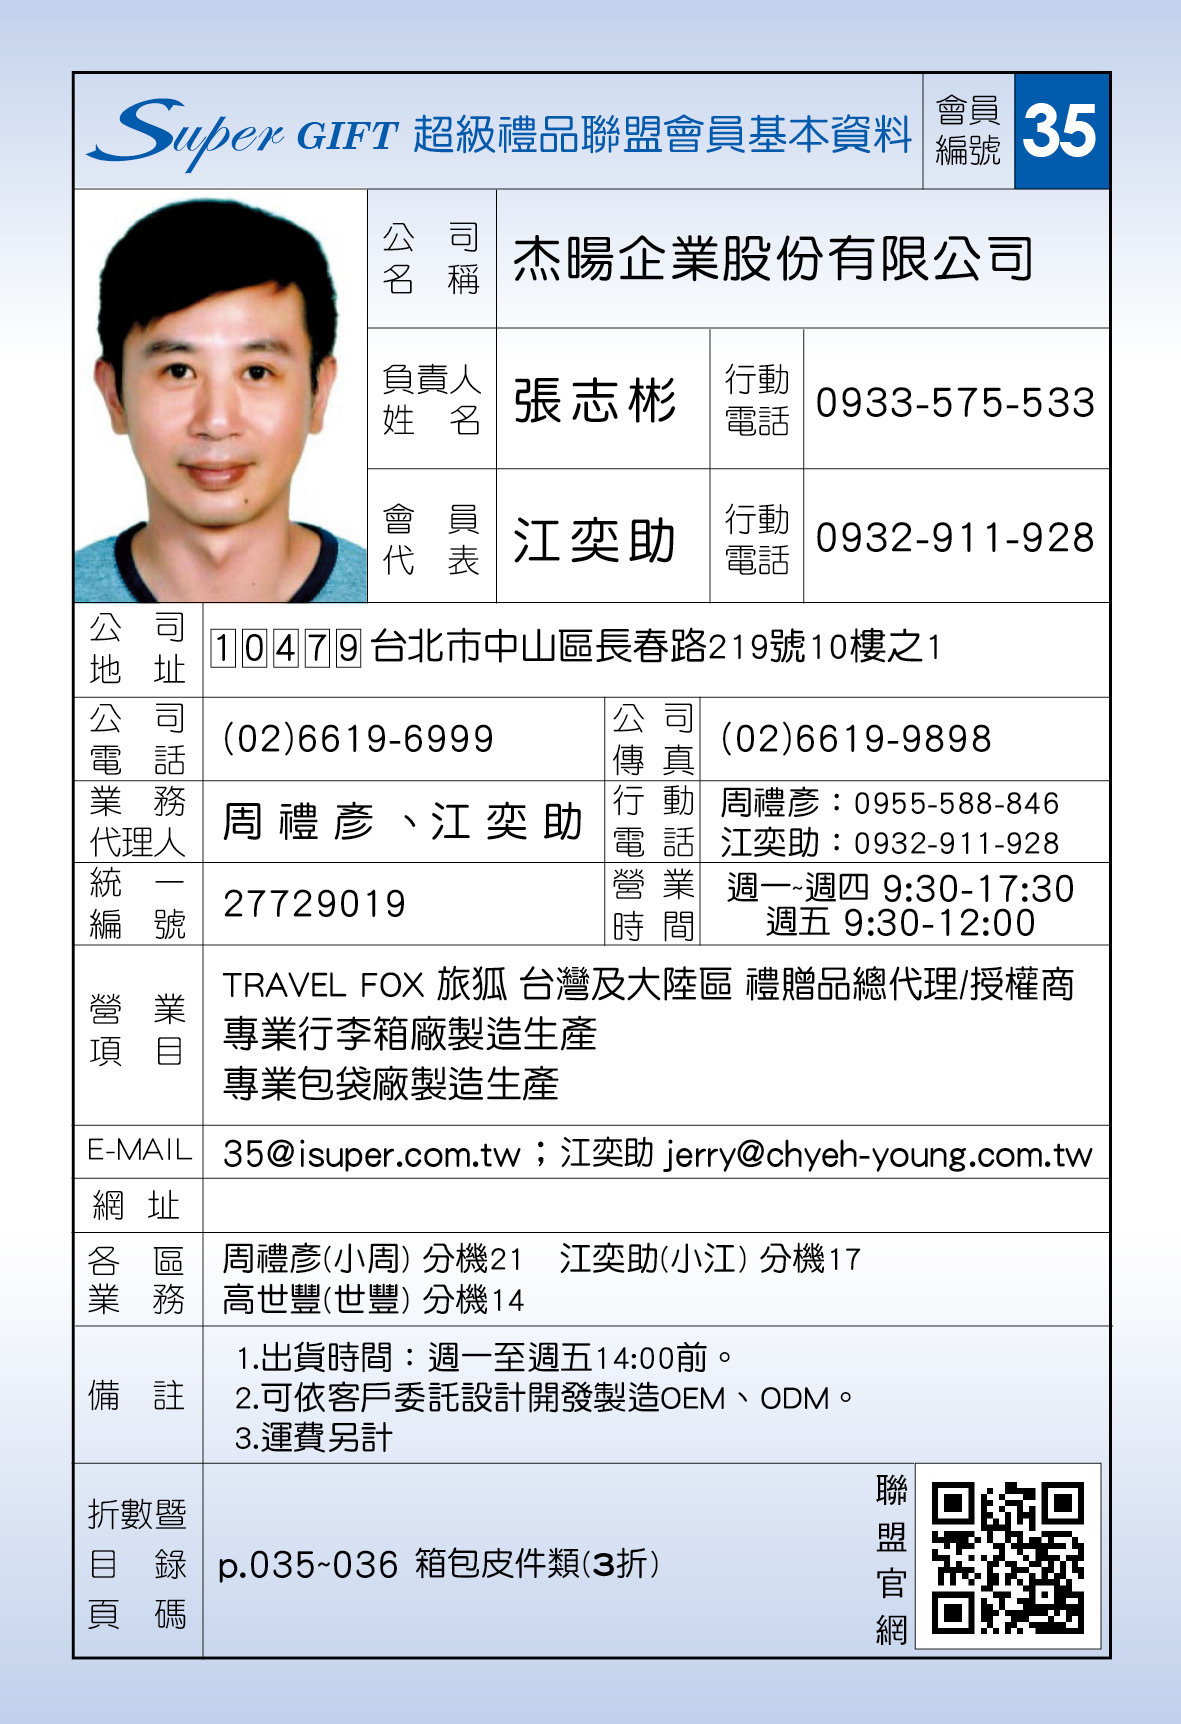 Super GIFT 超級禮品聯盟會員基本資料
會員編號 35
公司名稱 杰暘企業股份有限公司
負責人姓名 張志彬 行動電話 0933-575-533
會員代表 江奕助 行動電話 0932-911-928
公司地址 10479台北市中山區長春路219號10樓之1
公司電話 (02)6619-6999 公司傳真 (02)6619-9898
業務代理人 周禮彥、江奕助 行動電話 周禮彥：0955-588-846
江奕助：0932-911-928
統一編號 27729019 營業時間 週一~週四 9:30-17:30
週五 9:30-12:00
營業項目 TRAVEL FOX 旅狐 台灣及大陸區 禮贈品總代理/授權商
專業行李箱廠製造生產
專業包袋廠製造生產
E-MAIL 35@isuper.com.tw；江奕助 jerry@chyeh-young.com.tw
網址
各區業務 周禮彥(小周) 分機21 江奕助(小江) 分機17
高世豐(世豐) 分機14
備註 1.出貨時間：週一至週五14:00前。
2.可依客戶委託設計開發製造OEM、ODM。
3.運費另計
折數暨目錄頁碼 p.035~036 箱包皮件類(3折)
聯盟官網